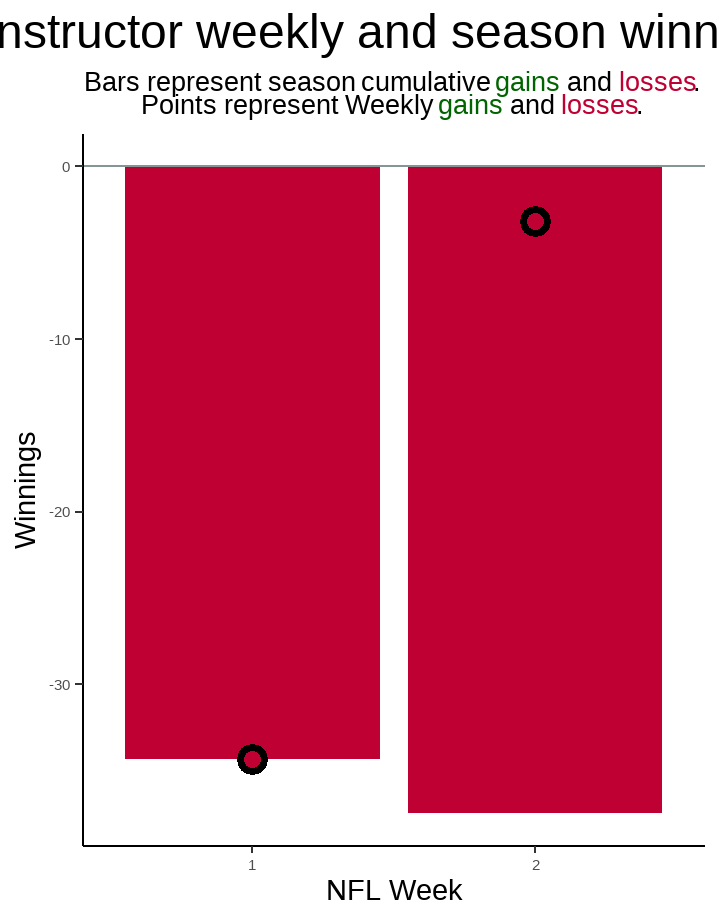 nstructor weekly and season winn
Bars represent season cumulative gains and losses.
Points represent Weekly gains and losses.
0
-10
-20
-30
Winnings
1
2
NFL Week